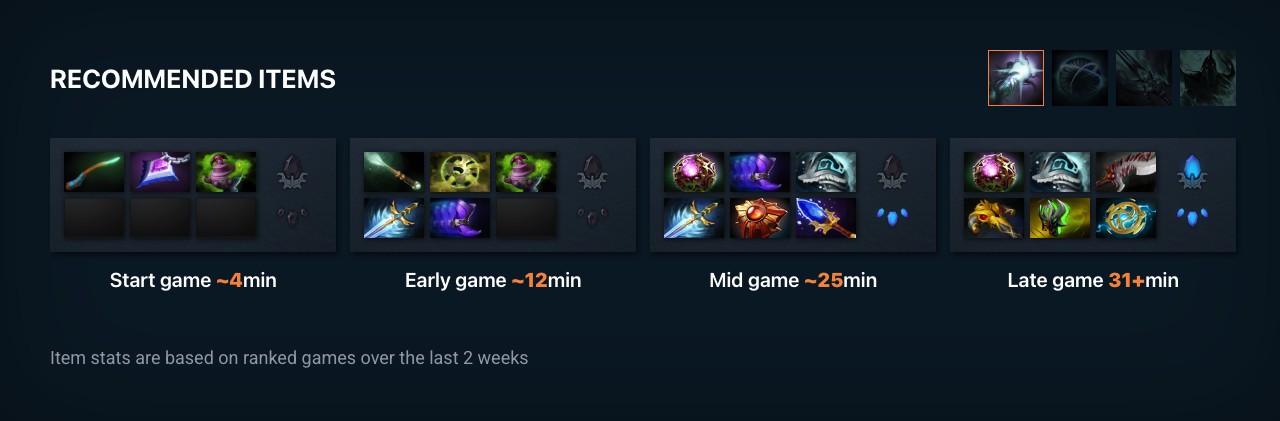 RECOMMENDED ITEMS
Start game ~4min
Early game ~12min
Mid game ~25min
Late game 31+min
Item stats are based on ranked games over the last 2 weeks